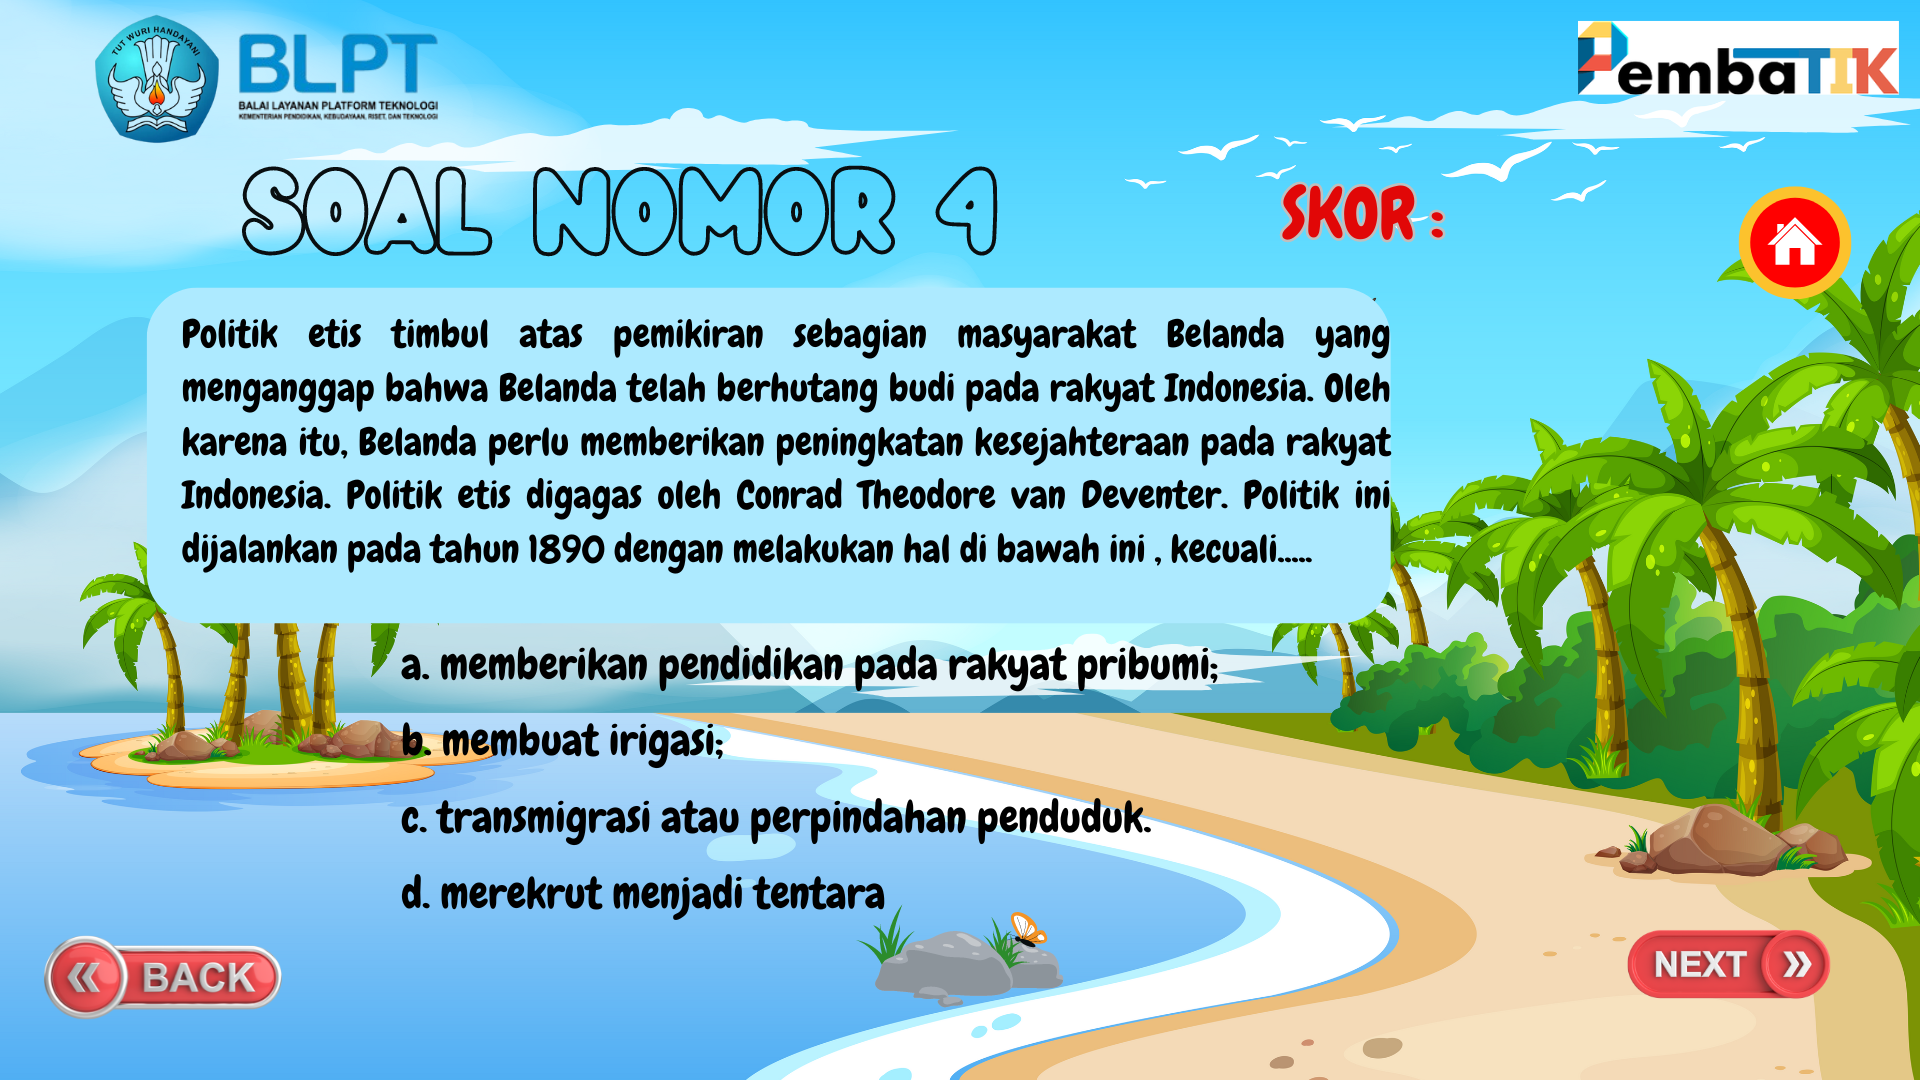 TUT WURI HANDAYANI
BLPT
BALAI LAYANAN PLATFORM TEKNOLOGI
KEMENTERIAN PENDIDIKAN, KEBUDAYAAN, RISET, DAN TEKNOLOGI
PembaTIK
SOAL NOMOR 4
SKOR :
Politik etis timbul atas pemikiran sebagian masyarakat Belanda yang
menganggap bahwa Belanda telah berhutang budi pada rakyat Indonesia. Oleh
karena itu, Belanda perlu memberikan peningkatan kesejahteraan pada rakyat
Indonesia. Politik etis digagas oleh Conrad Theodore van Deventer. Politik ini
dijalankan pada tahun 1890 dengan melakukan hal di bawah ini , kecuali.....
a. memberikan pendidikan pada rakyat pribumi;
b. membuat irigasi;
c. transmigrasi atau perpindahan penduduk.
d. merekrut menjadi tentara
BACK
NEXT